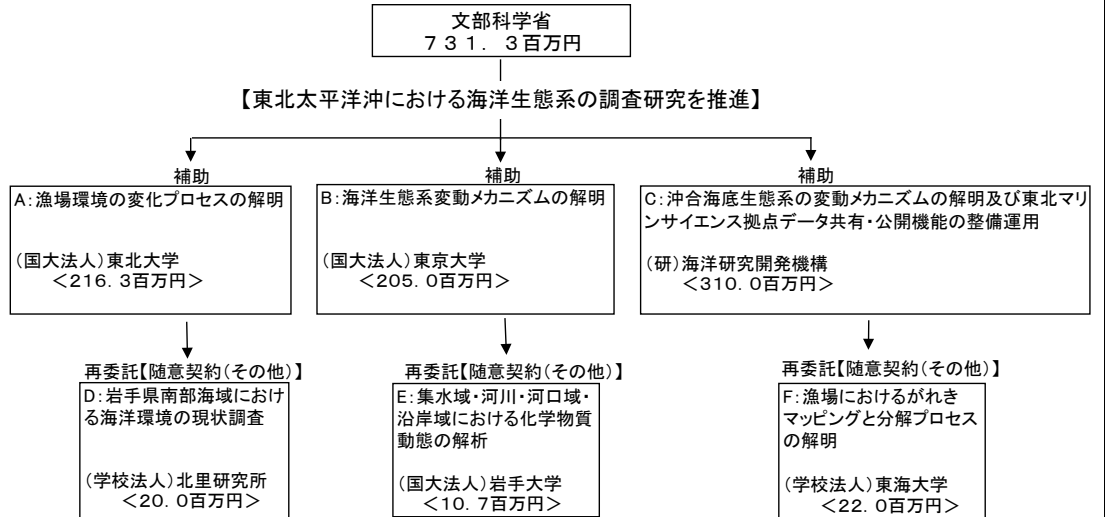 文部科学省
７３１．３百万円
【東北太平洋沖における海洋生態系の調査研究を推進】
補助
A:漁場環境の変化プロセスの解明
(国大法人)東北大学
＜216.3百万円＞
補助
B:海洋生態系変動メカニズムの解明
(国大法人)東京大学
＜205.0百万円＞
補助
C:沖合海底生態系の変動メカニズムの解明及び東北マリ
ンサイエンス拠点データ共有・公開機能の整備運用
(研)海洋研究開発機構
＜310.0百万円＞
再委託【随意契約(その他)】
D:岩手県南部海域におけ
る海洋環境の現状調査
(学校法人)北里研究所
＜20.0百万円＞
再委託【随意契約(その他)】
E:集水域・河川・河口域・
沿岸域における化学物質
動態の解析
(国大法人)岩手大学
＜10.7百万円＞
再委託【随意契約(その他)】
F:漁場におけるがれき
マッピングと分解プロセス
の解明
(学校法人)東海大学
＜22.0百万円＞